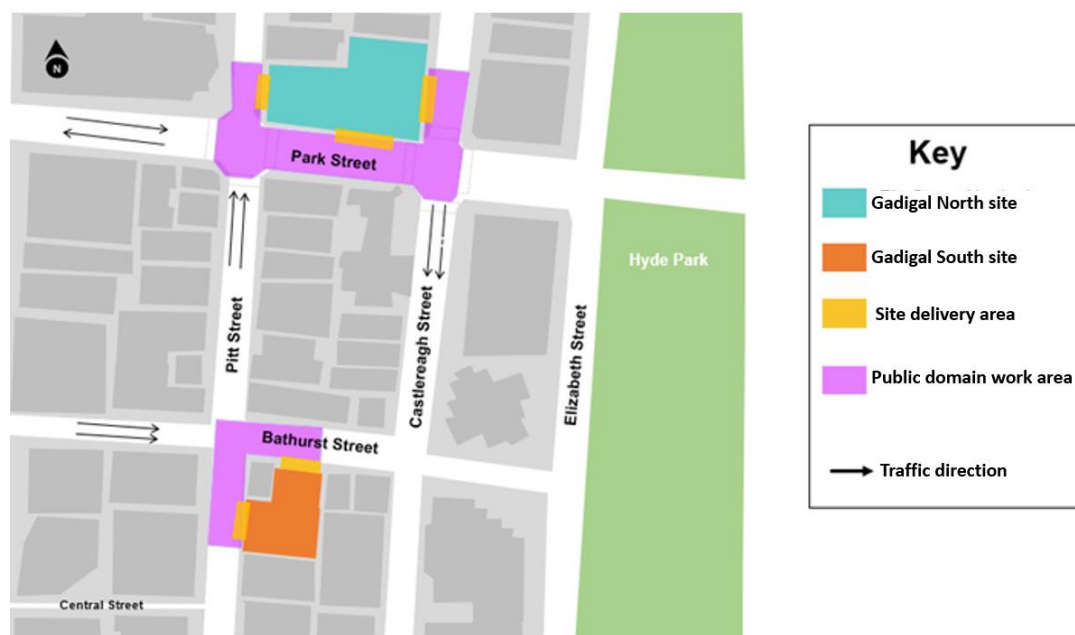 N
Park Street
Pitt Street
Castlereagh Street
Elizabeth Street
Hyde Park
Bathurst Street
Central Street
Key
Gadigal North site
Gadigal South site
Site delivery area
Public domain work area
Traffic direction